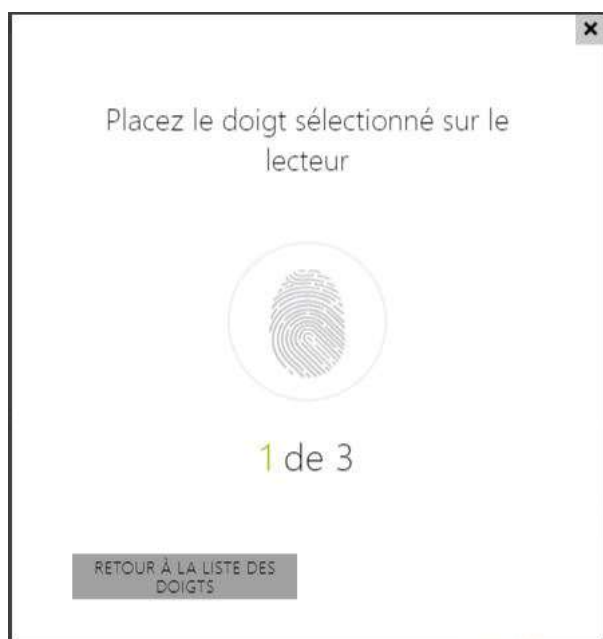 Placez le doigt sélectionné sur le
lecteur
1 de 3
RETOUR À LA LISTE DES
DOIGTS